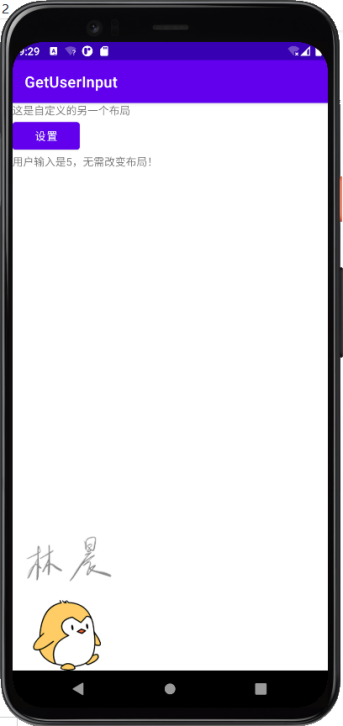 2
9:29
GetUserInput
这是自定义的另一个布局
设置
用户输入是5，无需改变布局！
林晨